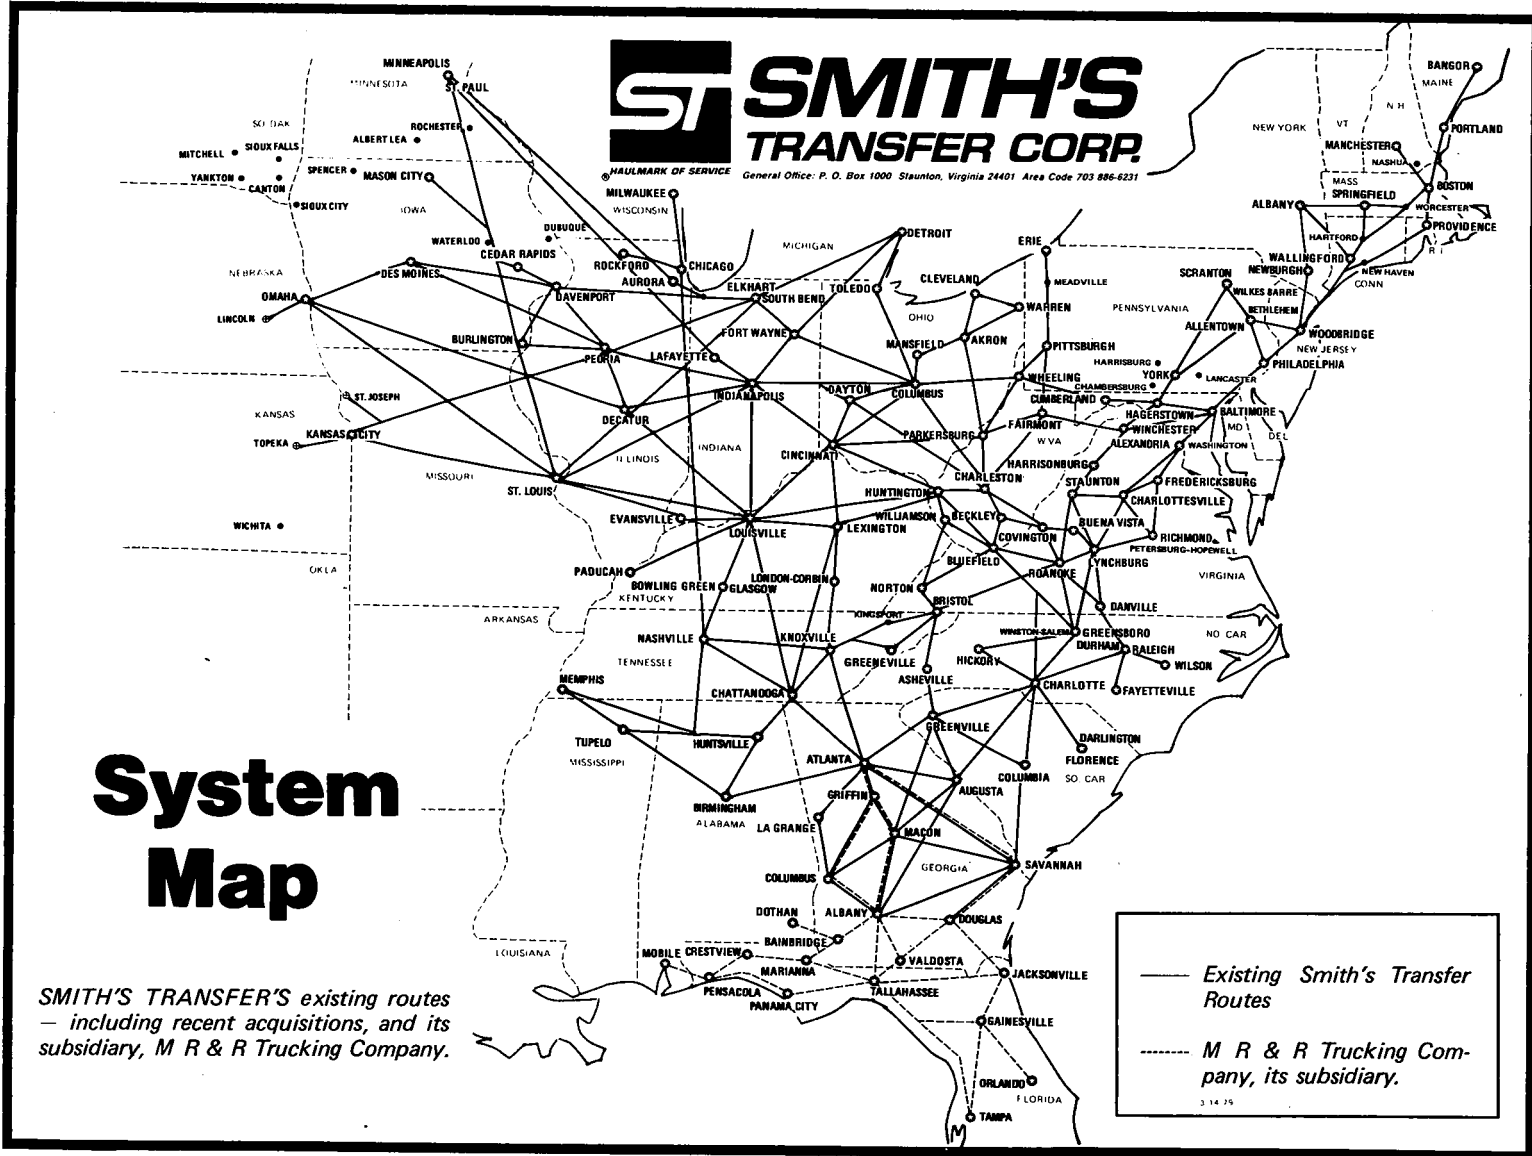 SMITH'S
TRANSFER CORP.
ST
® HAULMARK OF SERVICE
General Office: P. O. Box 1000 Staunton, Virginia 24401 Area Code 703 886-6231
MINNEAPOLIS
ST. PAUL
MINNESOTA
ROCHESTER
ALBERT LEA
SO DAK
SIOUX FALLS
MITCHELL
YANKTON
CANTON
SPENCER
MASON CITY
SIOUX CITY
IOWA
WATERLOO
DUBUQUE
CEDAR RAPIDS
DES MOINES
DAVENPORT
NEBRASKA
OMAHA
LINCOLN
BURLINGTON
PEORIA
MILWAUKEE
WISCONSIN
ROCKFORD
CHICAGO
AURORA
MICHIGAN
DETROIT
ELKHART
SOUTH BEND
TOLEDO
FORT WAYNE
LAFAYETTE
INDIANAPOLIS
DECATUR
ST. JOSEPH
KANSAS
KANSAS CITY
TOPEKA
MISSOURI
ILLINOIS
INDIANA
ST. LOUIS
WICHITA
OKLA
EVANSVILLE
LOUISVILLE
PADUCAH
BOWLING GREEN
GLASGOW
KENTUCKY
ARKANSAS
CLEVELAND
ERIE
MEADVILLE
WARREN
OHIO
AKRON
MANSFIELD
PITTSBURGH
DAYTON
COLUMBUS
WHEELING
CINCINNATI
PARKERSBURG
FAIRMONT
W VA
CUMBERLAND
HAGERSTOWN
WINCHESTER
HARRISBURG
CHAMBERSBURG
YORK
LANCASTER
PENNSYLVANIA
SCRANTON
WILKES BARRE
BETHLEHEM
ALLENTOWN
WOODBRIDGE
NEW JERSEY
PHILADELPHIA
BALTIMORE
MD
DEL
ALEXANDRIA
WASHINGTON
BANGOR
MAINE
N H
VT
NEW YORK
PORTLAND
MANCHESTER
NASHUA
MASS
SPRINGFIELD
BOSTON
WORCESTER
ALBANY
PROVIDENCE
R I
HARTFORD
WALLINGFORD
NEWBURGH
NEW HAVEN
CONN
HARRISONBURG
CHARLESTON
STAUNTON
FREDERICKSBURG
CHARLOTTESVILLE
HUNTINGTON
WILLIAMSON
BECKLEY
BUENA VISTA
COVINGTON
RICHMOND
PETERSBURG-HOPEWELL
LEXINGTON
BLUEFIELD
ROANOKE
LYNCHBURG
VIRGINIA
LONDON-CORBIN
NORTON
BRISTOL
KINGSPORT
DANVILLE
NASHVILLE
KNOXVILLE
TENNESSEE
GREENEVILLE
WINSTON-SALEM
GREENSBORO
DURHAM
RALEIGH
NO CAR
HICKORY
WILSON
ASHEVILLE
MEMPHIS
CHATTANOOGA
CHARLOTTE
FAYETTEVILLE
TUPELO
HUNTSVILLE
GREENVILLE
DARLINGTON
FLORENCE
MISSISSIPPI
ATLANTA
COLUMBIA
SO. CAR
AUGUSTA
BIRMINGHAM
ALABAMA
GRIFFIN
LA GRANGE
MACON
GEORGIA
SAVANNAH
COLUMBUS
ALBANY
DOTHAN
DOUGLAS
BAINBRIDGE
LOUISIANA
MOBILE
CRESTVIEW
MARIANNA
VALDOSTA
JACKSONVILLE
PENSACOLA
PANAMA CITY
TALLAHASSEE
GAINESVILLE
ORLANDO
FLORIDA
TAMPA
System
Map
SMITH'S TRANSFER'S existing routes
— including recent acquisitions, and its
subsidiary, M R & R Trucking Company.
Existing Smith's Transfer
Routes
M R & R Trucking Com-
pany, its subsidiary.
3 14 79